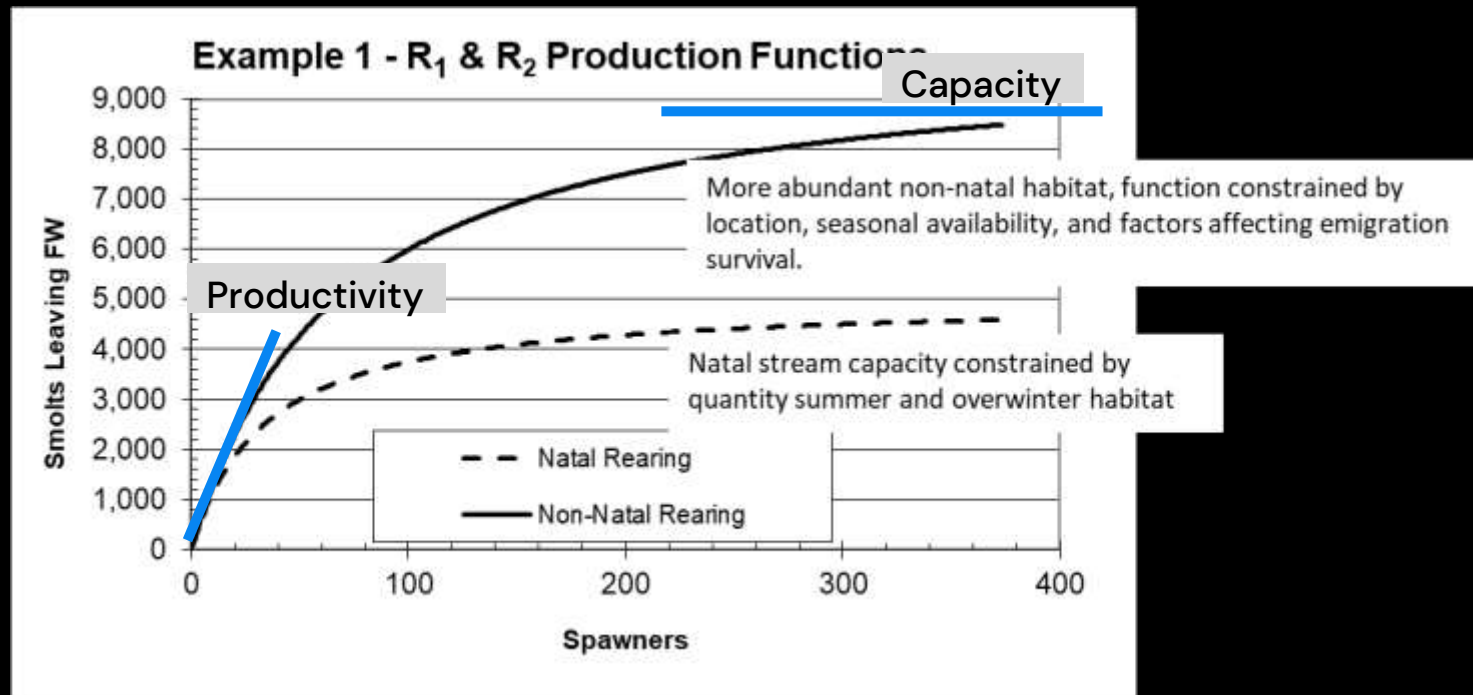 Example 1 - R1 & R2 Production Functions
Capacity
9,000
8,000
7,000
6,000
5,000
4,000
3,000
2,000
1,000
0
Smolts Leaving FW
More abundant non-natal habitat, function constrained by
location, seasonal availability, and factors affecting emigration
survival.
Productivity
Natal stream capacity constrained by
quantity summer and overwinter habitat
Natal Rearing
Non-Natal Rearing
0
100
200
300
400
Spawners